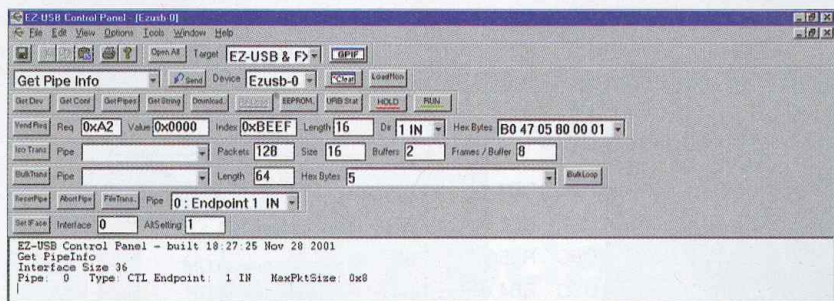 EZ-USB Control Panel - [Ezusb-0]
File Edit View Options Tools Window Help
Open All Target EZ-USB & F> GPIF
Get Pipe Info Send Device Ezusb-0 Clear LoadMon
Get Dev Get Conf Get Pipes Get String Download. EEPROM. URB Stat HOLD RUN
Vend Req Req 0xA2 Value 0x0000 Index 0xBEEF Length 16 Dir 1 IN Hex Bytes B0 47 05 80 00 01
Iso Trans Pipe Packets 128 Size 16 Buffers 2 Frames / Buffer 8
BulkTrans Pipe Length 64 Hex Bytes 5 BulkLoop
ResetPipe AbortPipe FileTrans.. Pipe 0 : Endpoint 1 IN
Set IFace Interface 0 AltSetting 1
EZ-USB Control Panel - built 18:27:25 Nov 28 2001
Get PipeInfo
Interface Size 36
Pipe: 0 Type: CTL Endpoint: 1 IN MaxPktSize: 0x8